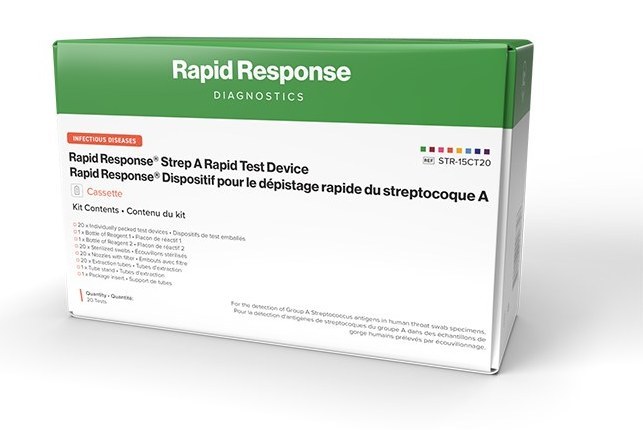 Rapid Response
DIAGNOSTICS
INFECTIOUS DISEASES
Rapid Response® Strep A Rapid Test Device
REF STR-15CT20
Rapid Response® Dispositif pour le dépistage rapide du streptocoque A
Cassette
Kit Contents • Contenu du kit
20 x Individually packed test devices • Dispositifs de test emballés
1 x Bottle of Reagent 1 • Flacon de réactif 1
1 x Bottle of Reagent 2 • Flacon de réactif 2
20 x Sterilized swabs • Écouvillons stérilisés
20 x Nozzles with filter • Embouts avec filtre
20 x Extraction tubes • Tubes d'extraction
1 x Tube stand • Tubes d'extraction
1 x Package insert • Support de tubes
Quantity • Quantité:
20 Tests
For the detection of Group A Streptococcus antigens in human throat swab specimens.
Pour la détection d'antigènes de streptocoques du groupe A dans des échantillons de
gorge humains prélevés par écouvillonnage.